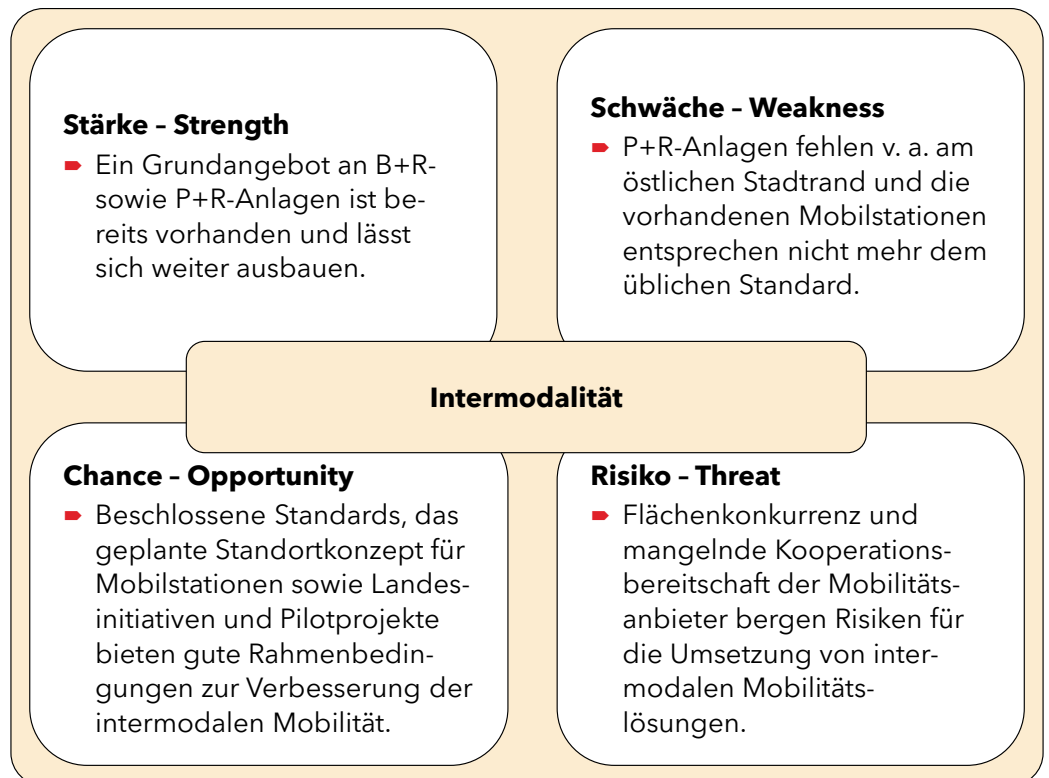 Stärke – Strength
Ein Grundangebot an B+R-
sowie P+R-Anlagen ist be-
reits vorhanden und lässt
sich weiter ausbauen.
Schwäche – Weakness
P+R-Anlagen fehlen v. a. am
östlichen Stadtrand und die
vorhandenen Mobilstationen
entsprechen nicht mehr dem
üblichen Standard.
Intermodalität
Chance – Opportunity
Beschlossene Standards, das
geplante Standortkonzept für
Mobilstationen sowie Landes-
initiativen und Pilotprojekte
bieten gute Rahmenbedin-
gungen zur Verbesserung der
intermodalen Mobilität.
Risiko – Threat
Flächenkonkurrenz und
mangelnde Kooperations-
bereitschaft der Mobilitäts-
anbieter bergen Risiken für
die Umsetzung von inter-
modalen Mobilitäts-
lösungen.